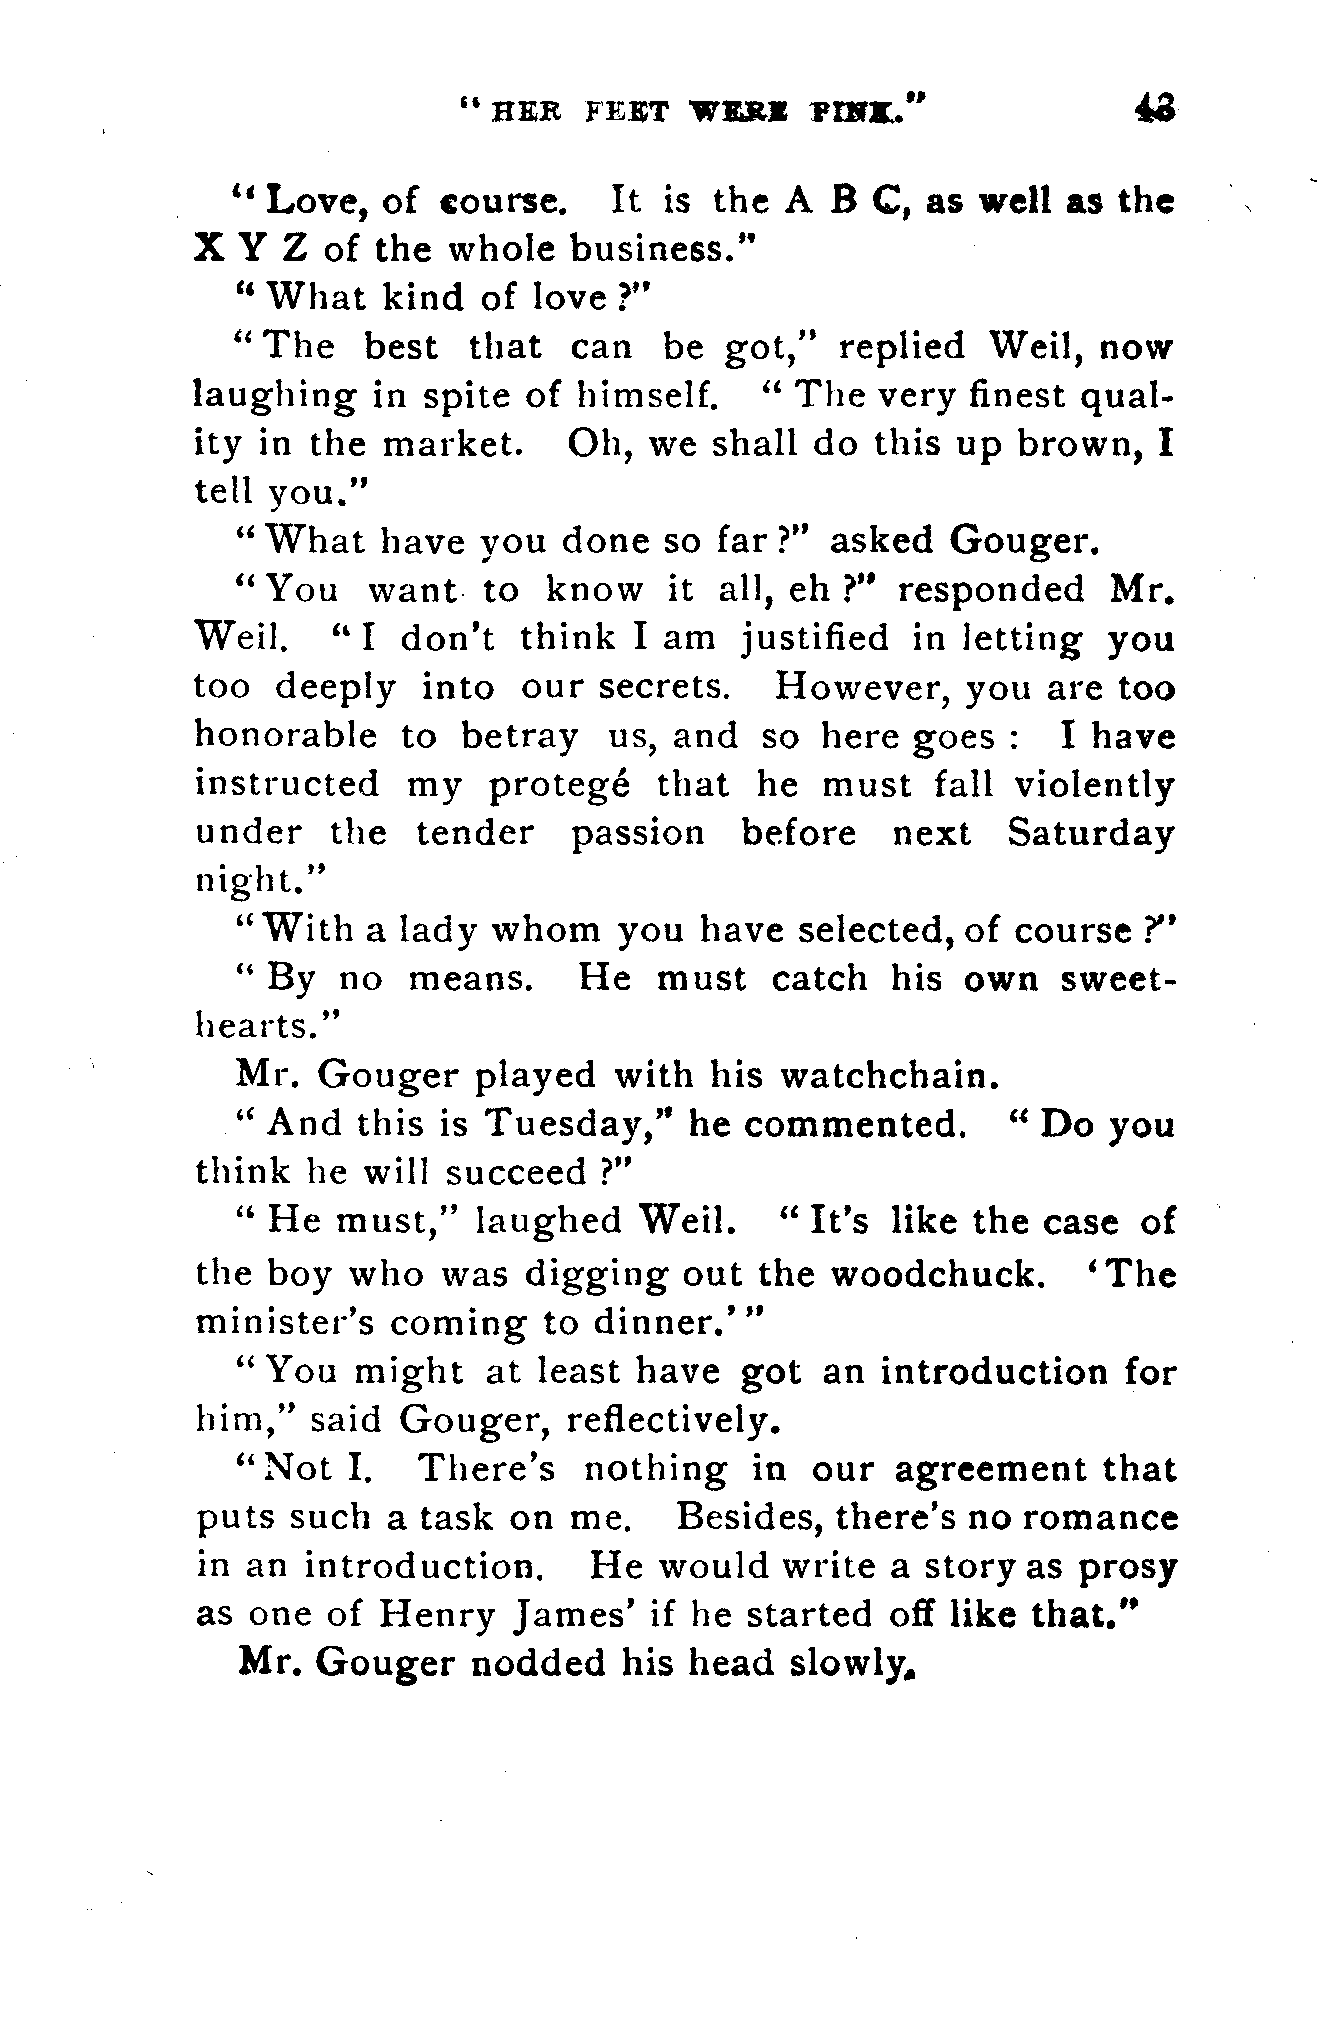 "HER FEET WERE PINK." 43
"Love, of course. It is the A B C, as well as the
X Y Z of the whole business."
"What kind of love?"
"The best that can be got," replied Weil, now
laughing in spite of himself. "The very finest qual-
ity in the market. Oh, we shall do this up brown, I
tell you."
"What have you done so far?" asked Gouger.
"You want to know it all, eh?" responded Mr.
Weil. "I don't think I am justified in letting you
too deeply into our secrets. However, you are too
honorable to betray us, and so here goes: I have
instructed my protegé that he must fall violently
under the tender passion before next Saturday
night."
"With a lady whom you have selected, of course?"
"By no means. He must catch his own sweet-
hearts."
Mr. Gouger played with his watchchain.
"And this is Tuesday," he commented. "Do you
think he will succeed?"
"He must," laughed Weil. "It's like the case of
the boy who was digging out the woodchuck. 'The
minister's coming to dinner.'"
"You might at least have got an introduction for
him," said Gouger, reflectively.
"Not I. There's nothing in our agreement that
puts such a task on me. Besides, there's no romance
in an introduction. He would write a story as prosy
as one of Henry James' if he started off like that."
Mr. Gouger nodded his head slowly.